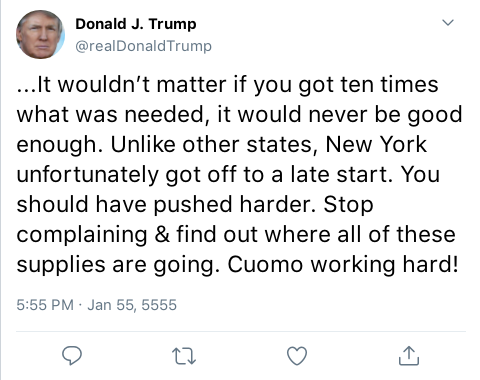 Donald J. Trump
@realDonaldTrump
...It wouldn't matter if you got ten times
what was needed, it would never be good
enough. Unlike other states, New York
unfortunately got off to a late start. You
should have pushed harder. Stop
complaining & find out where all of these
supplies are going. Cuomo working hard!
5:55 PM · Jan 55, 5555